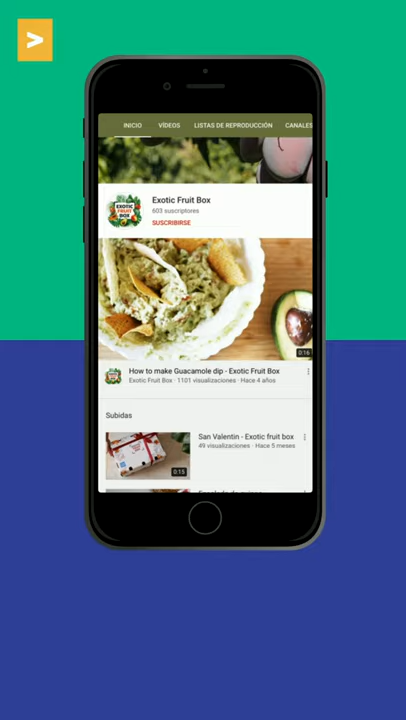 >
INICIO VÍDEOS LISTAS DE REPRODUCCIÓN CANALES
EXOTIC
FRUIT
BOX
Exotic Fruit Box
603 suscriptores
SUSCRIBIRSE
0:16
How to make Guacamole dip - Exotic Fruit Box
Exotic Fruit Box · 1101 visualizaciones · Hace 4 años
Subidas
San Valentin - Exotic fruit box
49 visualizaciones · Hace 5 meses
0:15